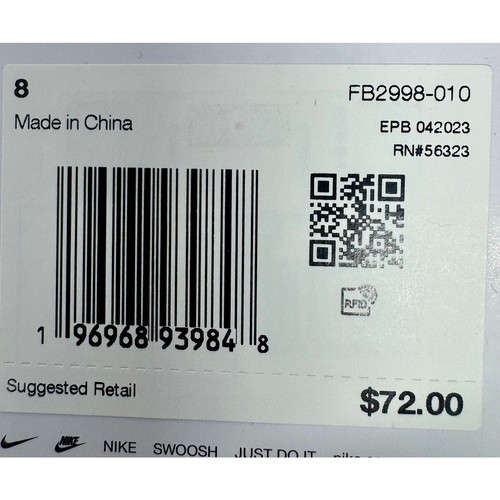 8
FB2998-010
Made in China
EPB 042023
RN#56323
1 96968 93984 8
RFID
Suggested Retail
$72.00
NIKE NIKE SWOOSH JUST DO IT